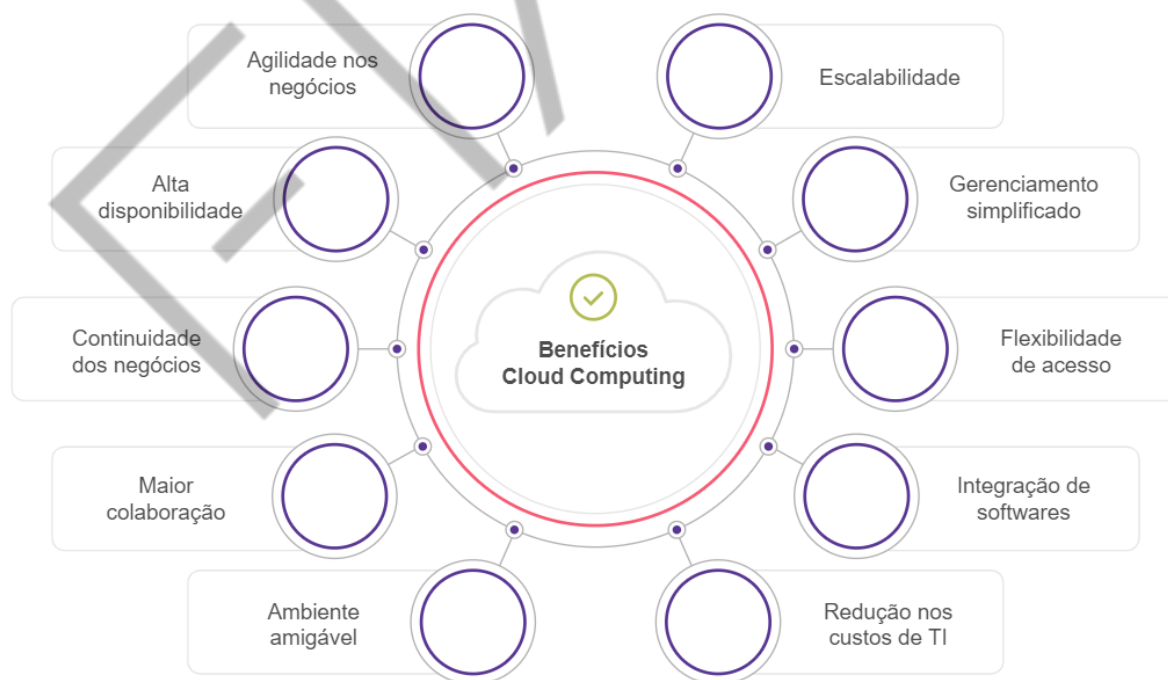 Agilidade nos
negócios
Escalabilidade
Alta
disponibilidade
Gerenciamento
simplificado
Benefícios
Cloud Computing
Continuidade
dos negócios
Flexibilidade
de acesso
Maior
colaboração
Integração de
softwares
Ambiente
amigável
Redução nos
custos de TI